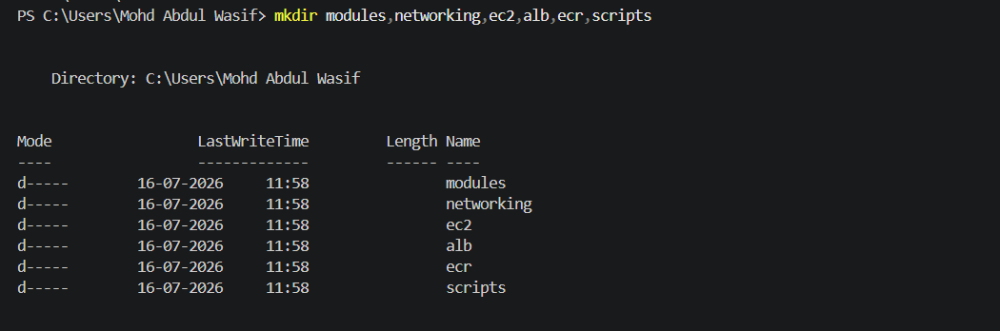 PS C:\Users\Mohd Abdul Wasif> mkdir modules,networking,ec2,alb,ecr,scripts
Directory: C:\Users\Mohd Abdul Wasif
Mode                LastWriteTime         Length Name
----                -------------         ------ ----
d-----        16-07-2026     11:58                modules
d-----        16-07-2026     11:58                networking
d-----        16-07-2026     11:58                ec2
d-----        16-07-2026     11:58                alb
d-----        16-07-2026     11:58                ecr
d-----        16-07-2026     11:58                scripts